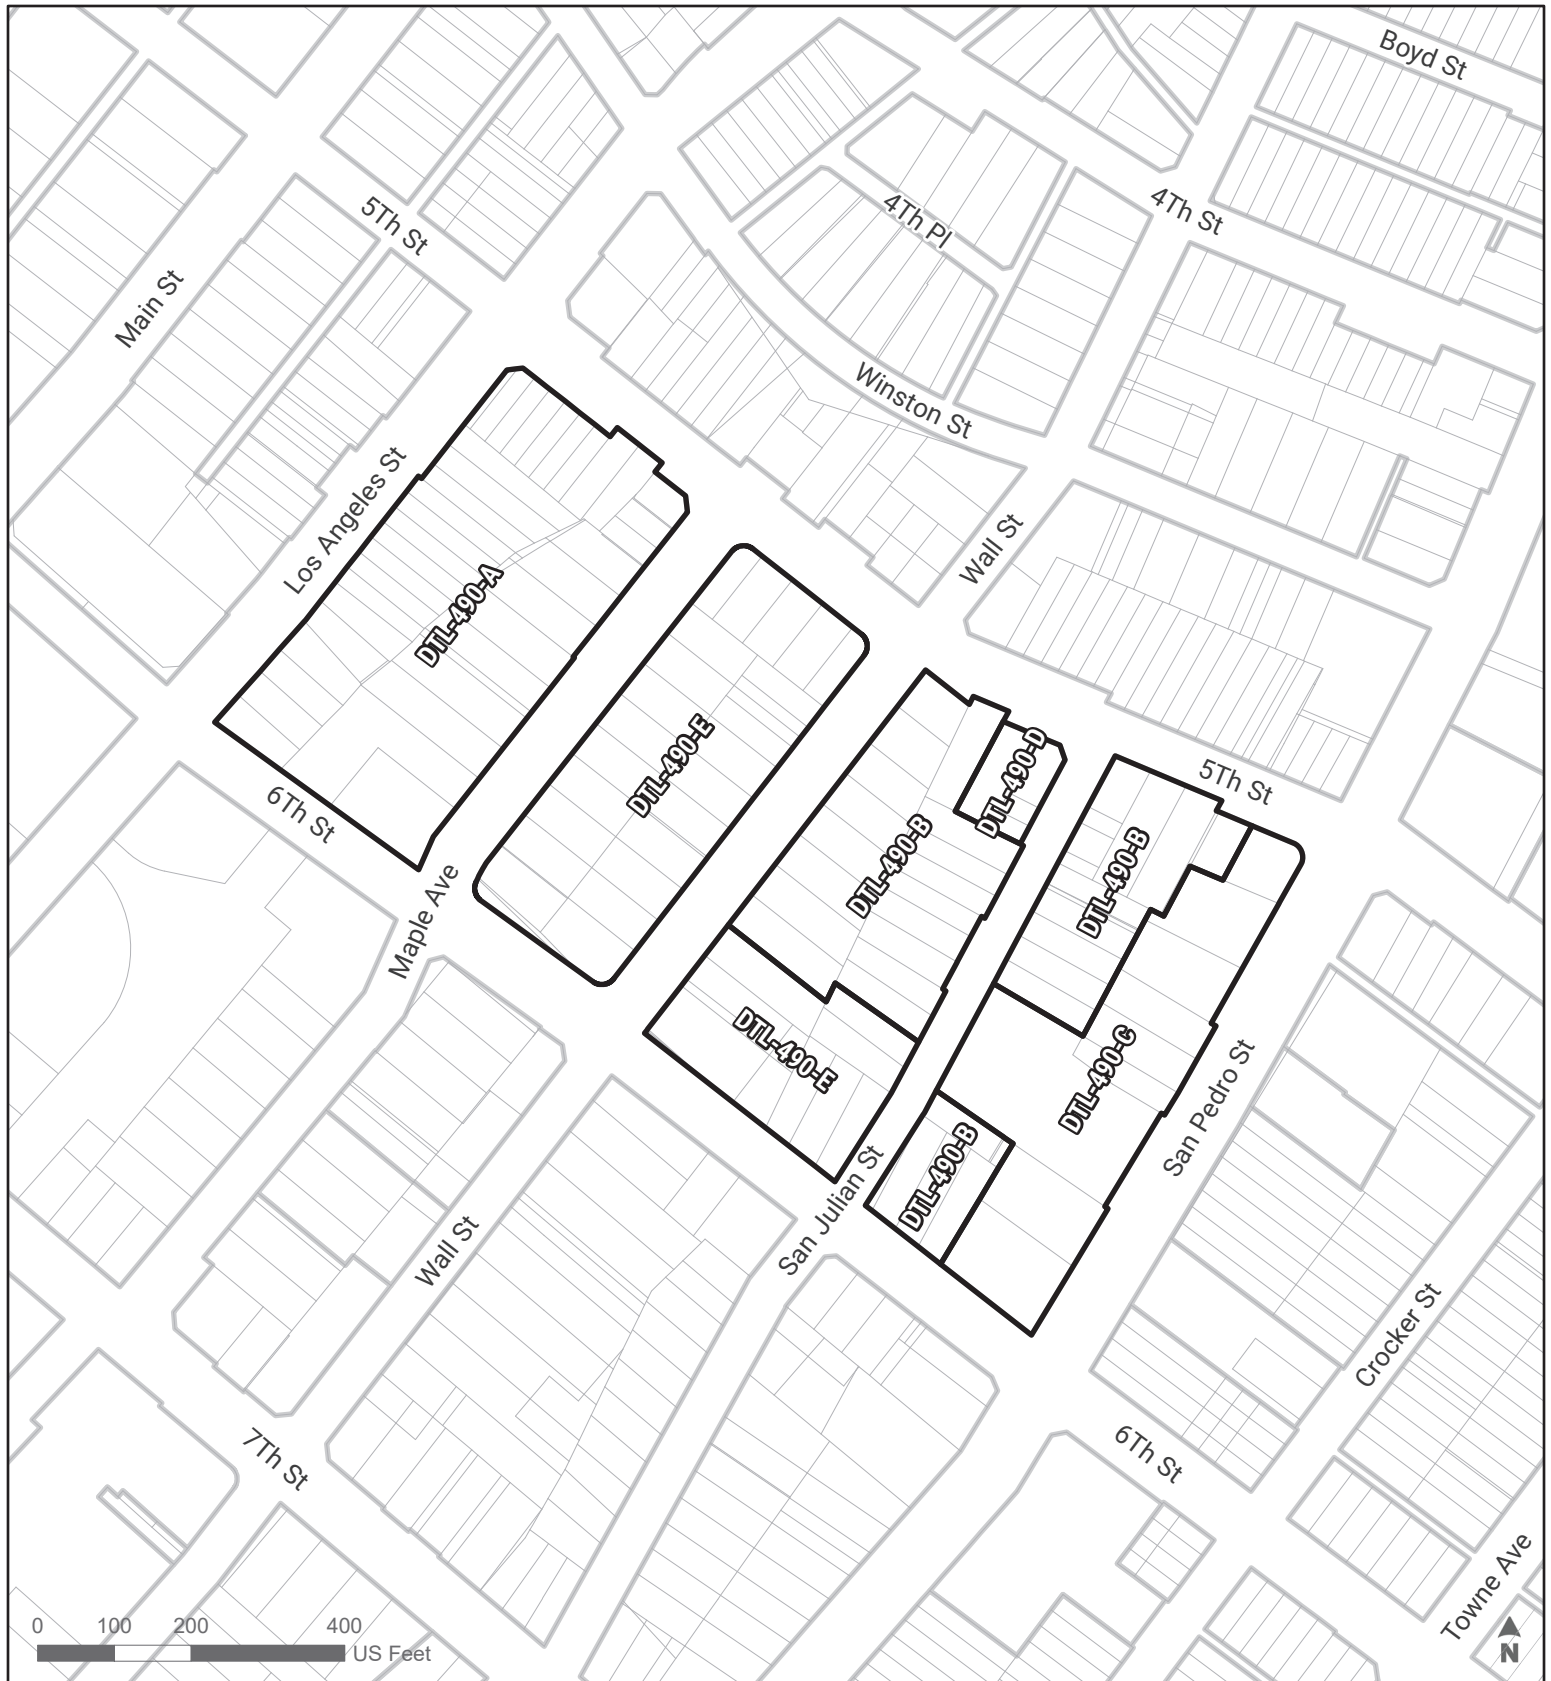 Boyd St
4Th St
4Th Pl
5Th St
Main St
Winston St
Los Angeles St
Wall St
DTL-490-A
DTL-490-E
DTL-490-D
5Th St
DTL-490-B
DTL-490-B
6Th St
Maple Ave
DTL-490-F
DTL-490-C
San Pedro St
DTL-490-B
San Julian St
Wall St
Crocker St
7Th St
6Th St
Towne Ave
0 100 200 400
US Feet
N